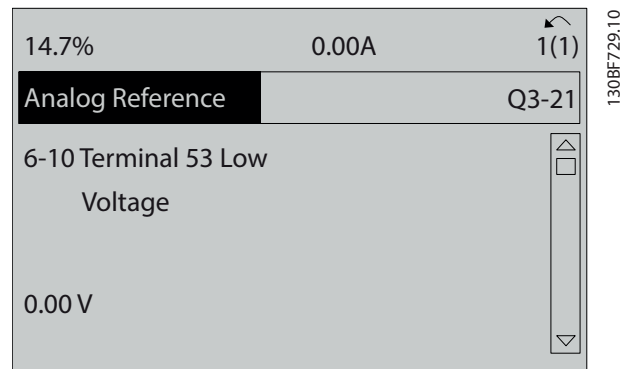 14.7% 0.00A 1(1)
Analog Reference Q3-21
6-10 Terminal 53 Low
Voltage
0.00 V
130BF729.10